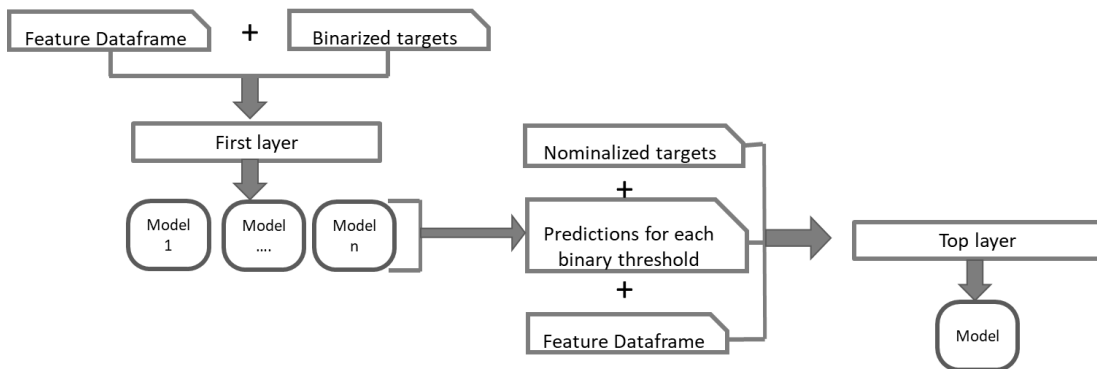 Feature Dataframe
+
Binarized targets
First layer
Model
1
Model
....
Model
n
Nominalized targets
+
Predictions for each
binary threshold
+
Feature Dataframe
Top layer
Model